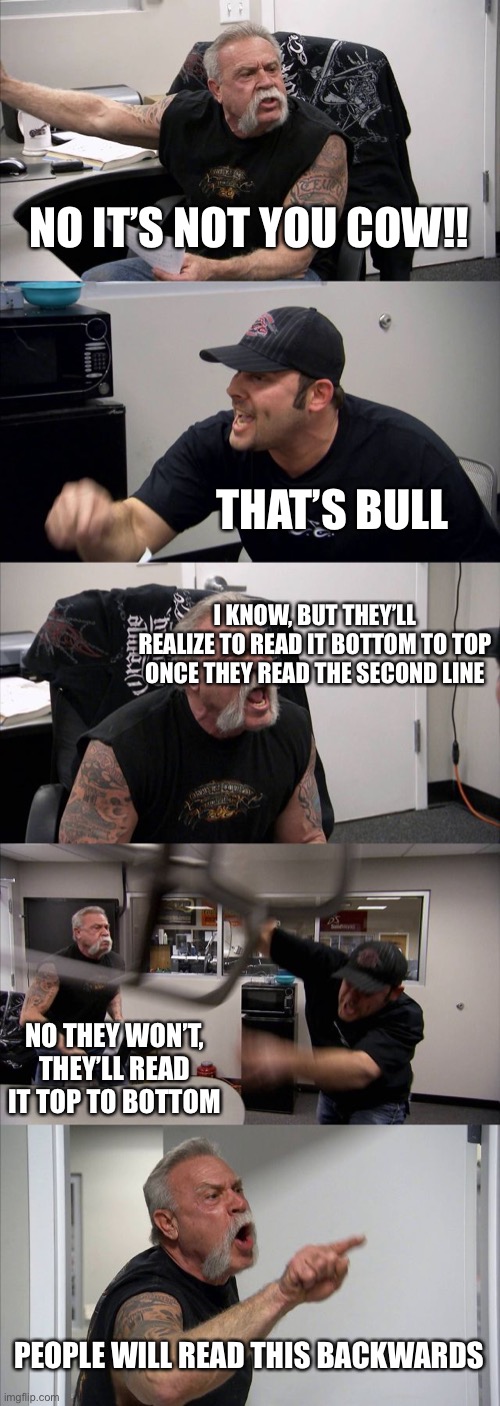 NO IT'S NOT YOU COW!!
THAT'S BULL
I KNOW, BUT THEY'LL
REALIZE TO READ IT BOTTOM TO TOP
ONCE THEY READ THE SECOND LINE
NO THEY WON'T,
THEY'LL READ
IT TOP TO BOTTOM
PEOPLE WILL READ THIS BACKWARDS
imgflip.com